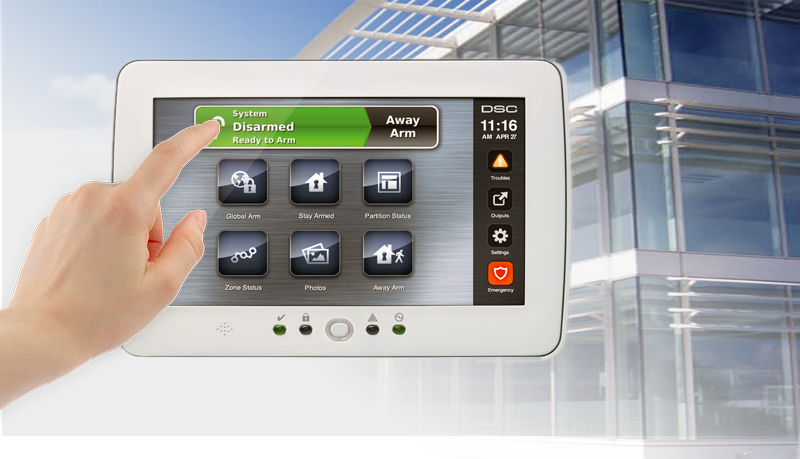 System
Disarmed
Ready to Arm
Away
Arm
DSC
11:16
AM APR 27
Troubles
Outputs
Settings
Emergency
Global Arm
Stay Armed
Partition Status
Zone Status
Photos
Away Arm